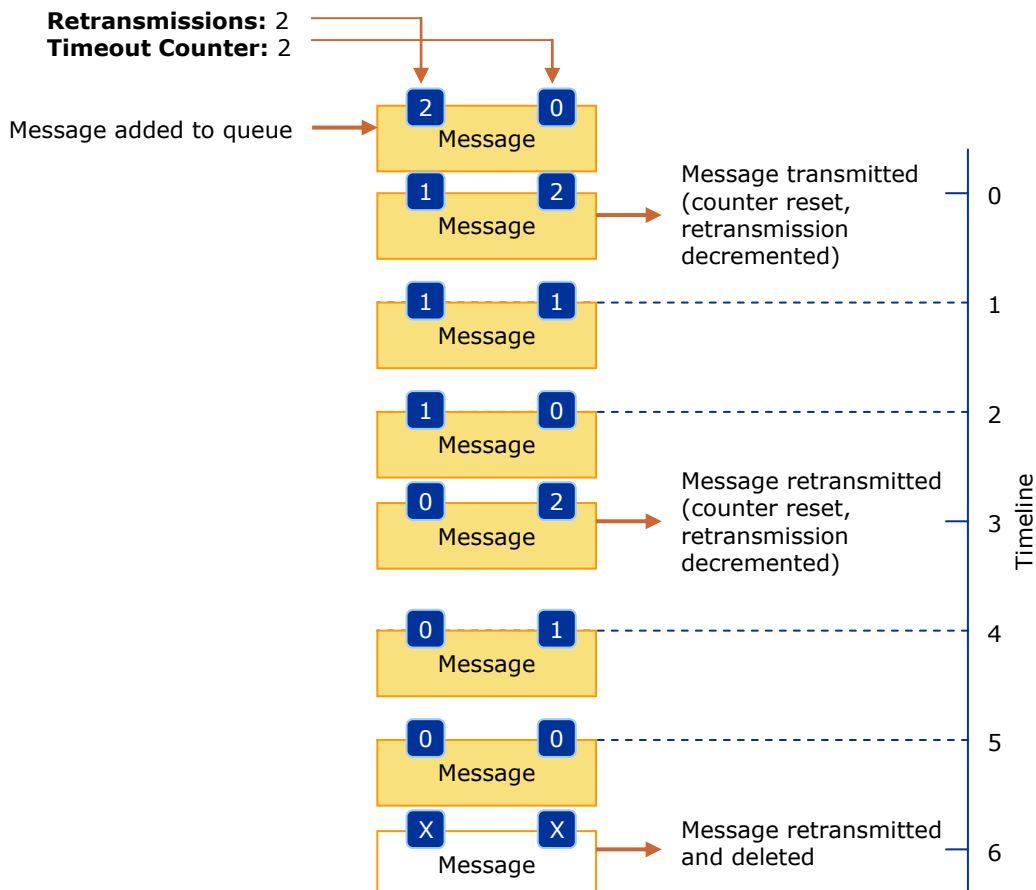 Retransmissions: 2
Timeout Counter: 2
2 0
Message added to queue
Message
1 2
Message
Message transmitted
(counter reset,
retransmission
decremented)
0
1 1
Message
1
1 0
Message
2
0 2
Message
Message retransmitted
(counter reset,
retransmission
decremented)
3
Timeline
0 1
Message
4
0 0
Message
5
X X
Message
Message retransmitted
and deleted
6